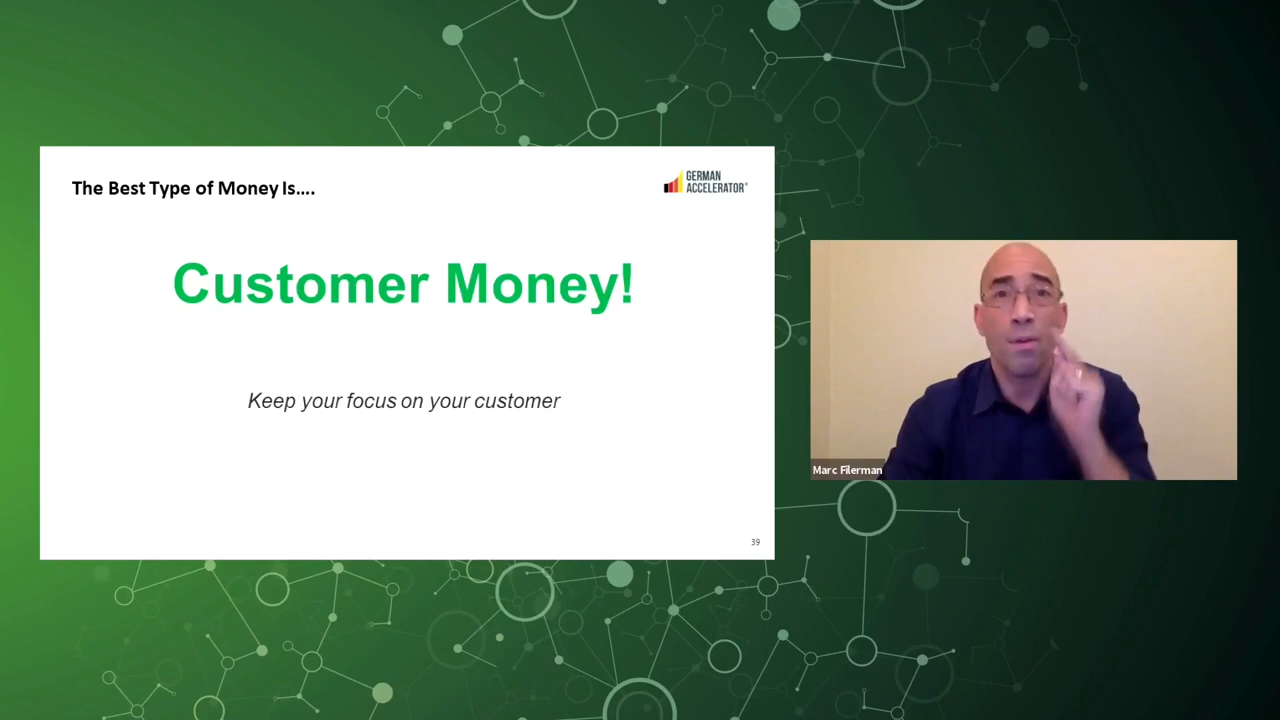 The Best Type of Money Is....
GERMAN
ACCELERATOR®
Customer Money!
Keep your focus on your customer
39
Marc Filerman